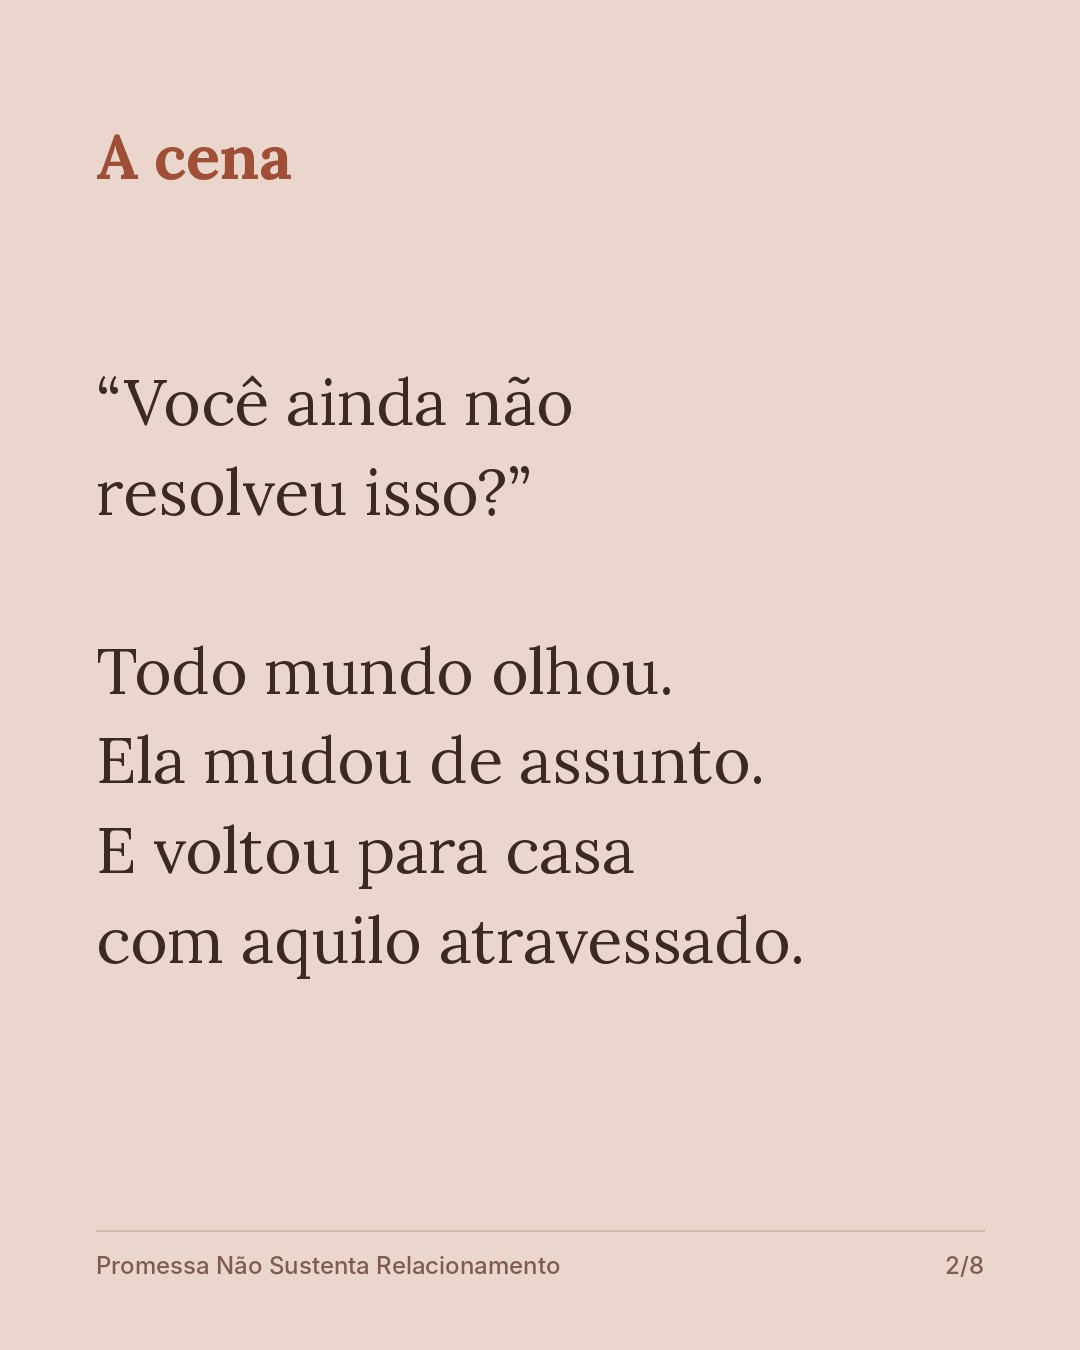 A cena
“Você ainda não
resolveu isso?”
Todo mundo olhou.
Ela mudou de assunto.
E voltou para casa
com aquilo atravessado.
Promessa Não Sustenta Relacionamento
2/8